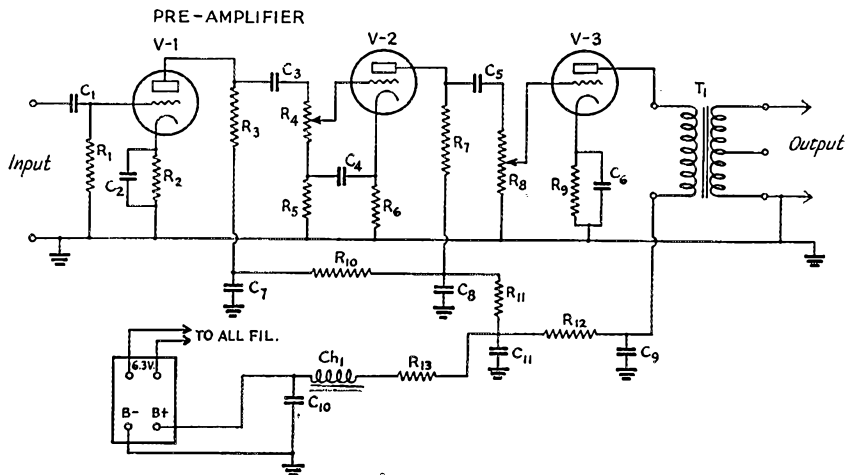 PRE-AMPLIFIER
V-1
V-2
V-3
C1
C3
C5
T1
R1
R3
R4
R7
R8
Input
Output
C2
R2
C4
R5
R6
R9
C6
R10
C7
C8
R11
R12
C11
C9
TO ALL FIL.
6.3V.
Ch1
R13
C10
B-
B+